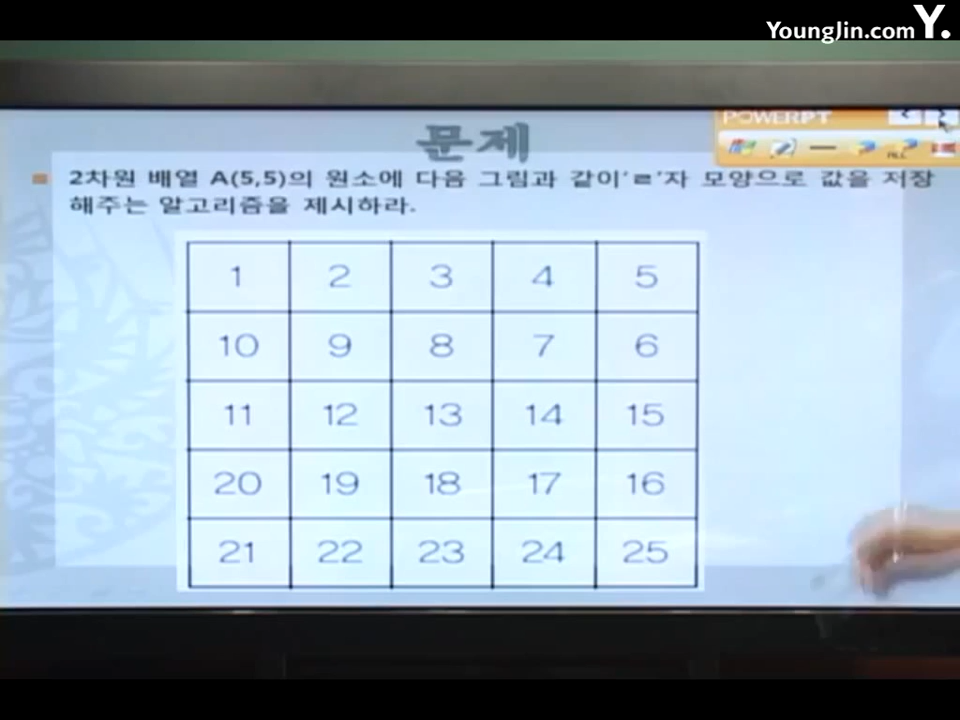 YoungJin.com Y.
문제
POWERPT
2차원 배열 A(5,5)의 원소에 다음 그림과 같이'ㄹ'자 모양으로 값을 저장
해주는 알고리즘을 제시하라.
1 2 3 4 5
10 9 8 7 6
11 12 13 14 15
20 19 18 17 16
21 22 23 24 25